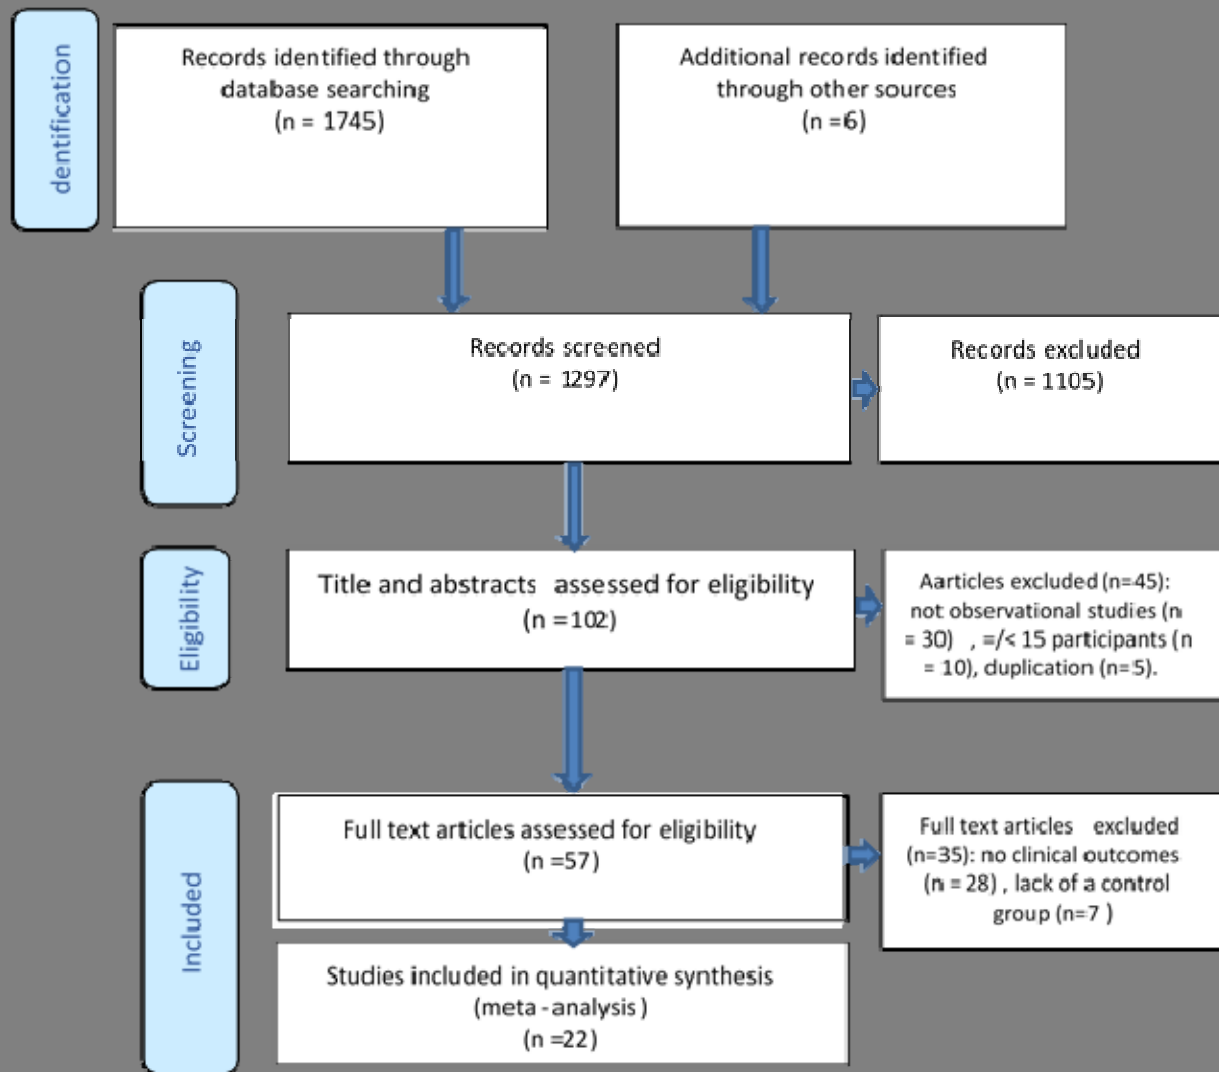 dentification
Records identified through
database searching
(n = 1745)
Additional records identified
through other sources
(n =6)
Screening
Records screened
(n = 1297)
Records excluded
(n = 1105)
Eligibility
Title and abstracts assessed for eligibility
(n =102)
Aarticles excluded (n=45):
not observational studies (n
= 30) , =/< 15 participants (n
= 10), duplication (n=5).
Included
Full text articles assessed for eligibility
(n =57)
Full text articles excluded
(n=35): no clinical outcomes
(n = 28) , lack of a control
group (n=7 )
Studies included in quantitative synthesis
(meta - analysis )
(n =22)